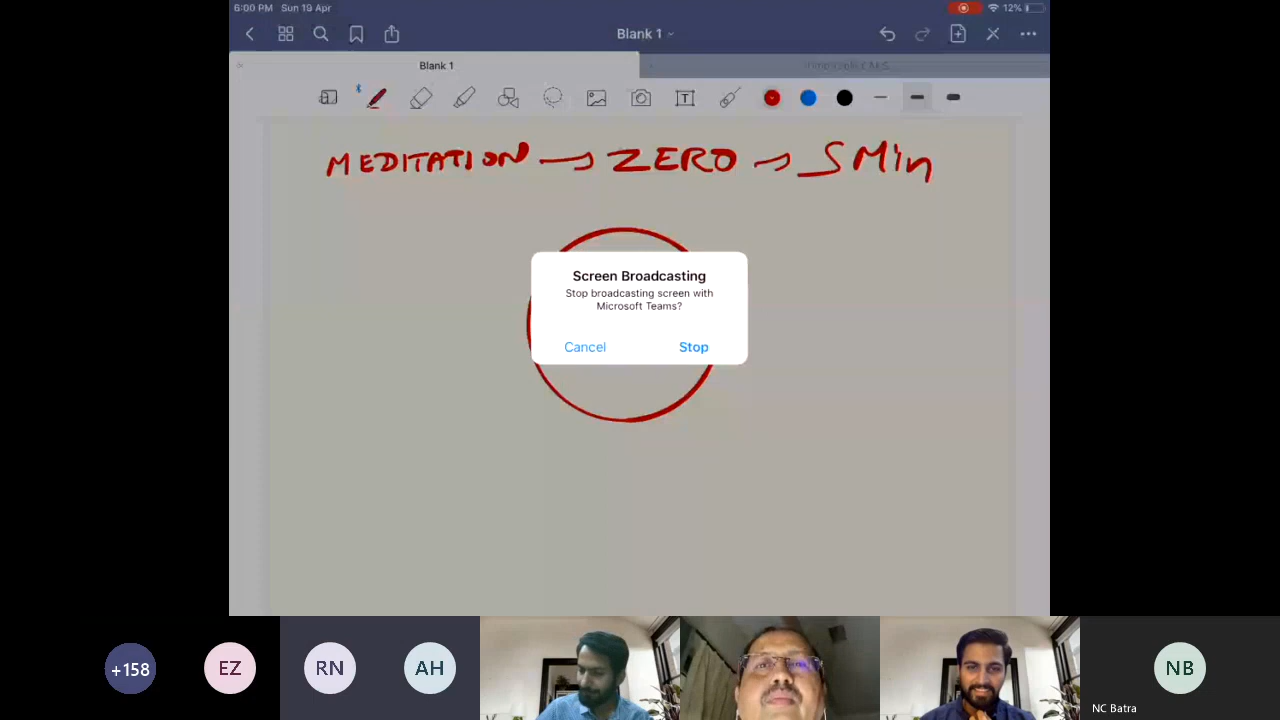 6:00 PM Sun 19 Apr 12%
Blank 1
Blank 1
T
MEDITATION → ZERO → 5 Min
Screen Broadcasting
Stop broadcasting screen with
Microsoft Teams?
Cancel Stop
+158 EZ RN AH NB
NC Batra